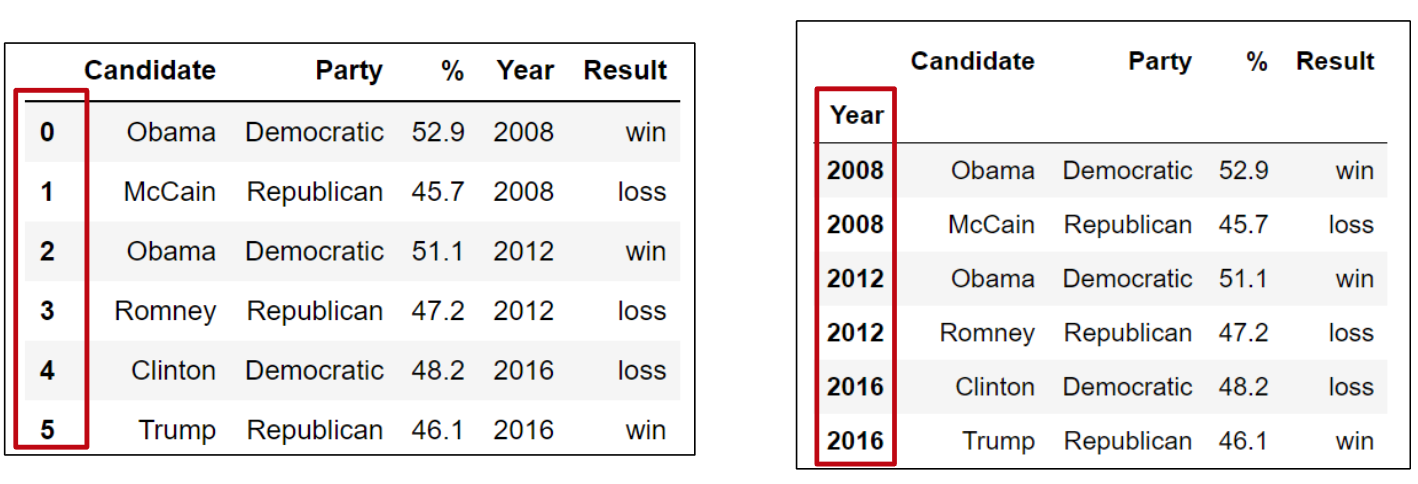 Candidate Party % Year Result
0 Obama Democratic 52.9 2008 win
1 McCain Republican 45.7 2008 loss
2 Obama Democratic 51.1 2012 win
3 Romney Republican 47.2 2012 loss
4 Clinton Democratic 48.2 2016 loss
5 Trump Republican 46.1 2016 win
Candidate Party % Result
Year
2008 Obama Democratic 52.9 win
2008 McCain Republican 45.7 loss
2012 Obama Democratic 51.1 win
2012 Romney Republican 47.2 loss
2016 Clinton Democratic 48.2 loss
2016 Trump Republican 46.1 win